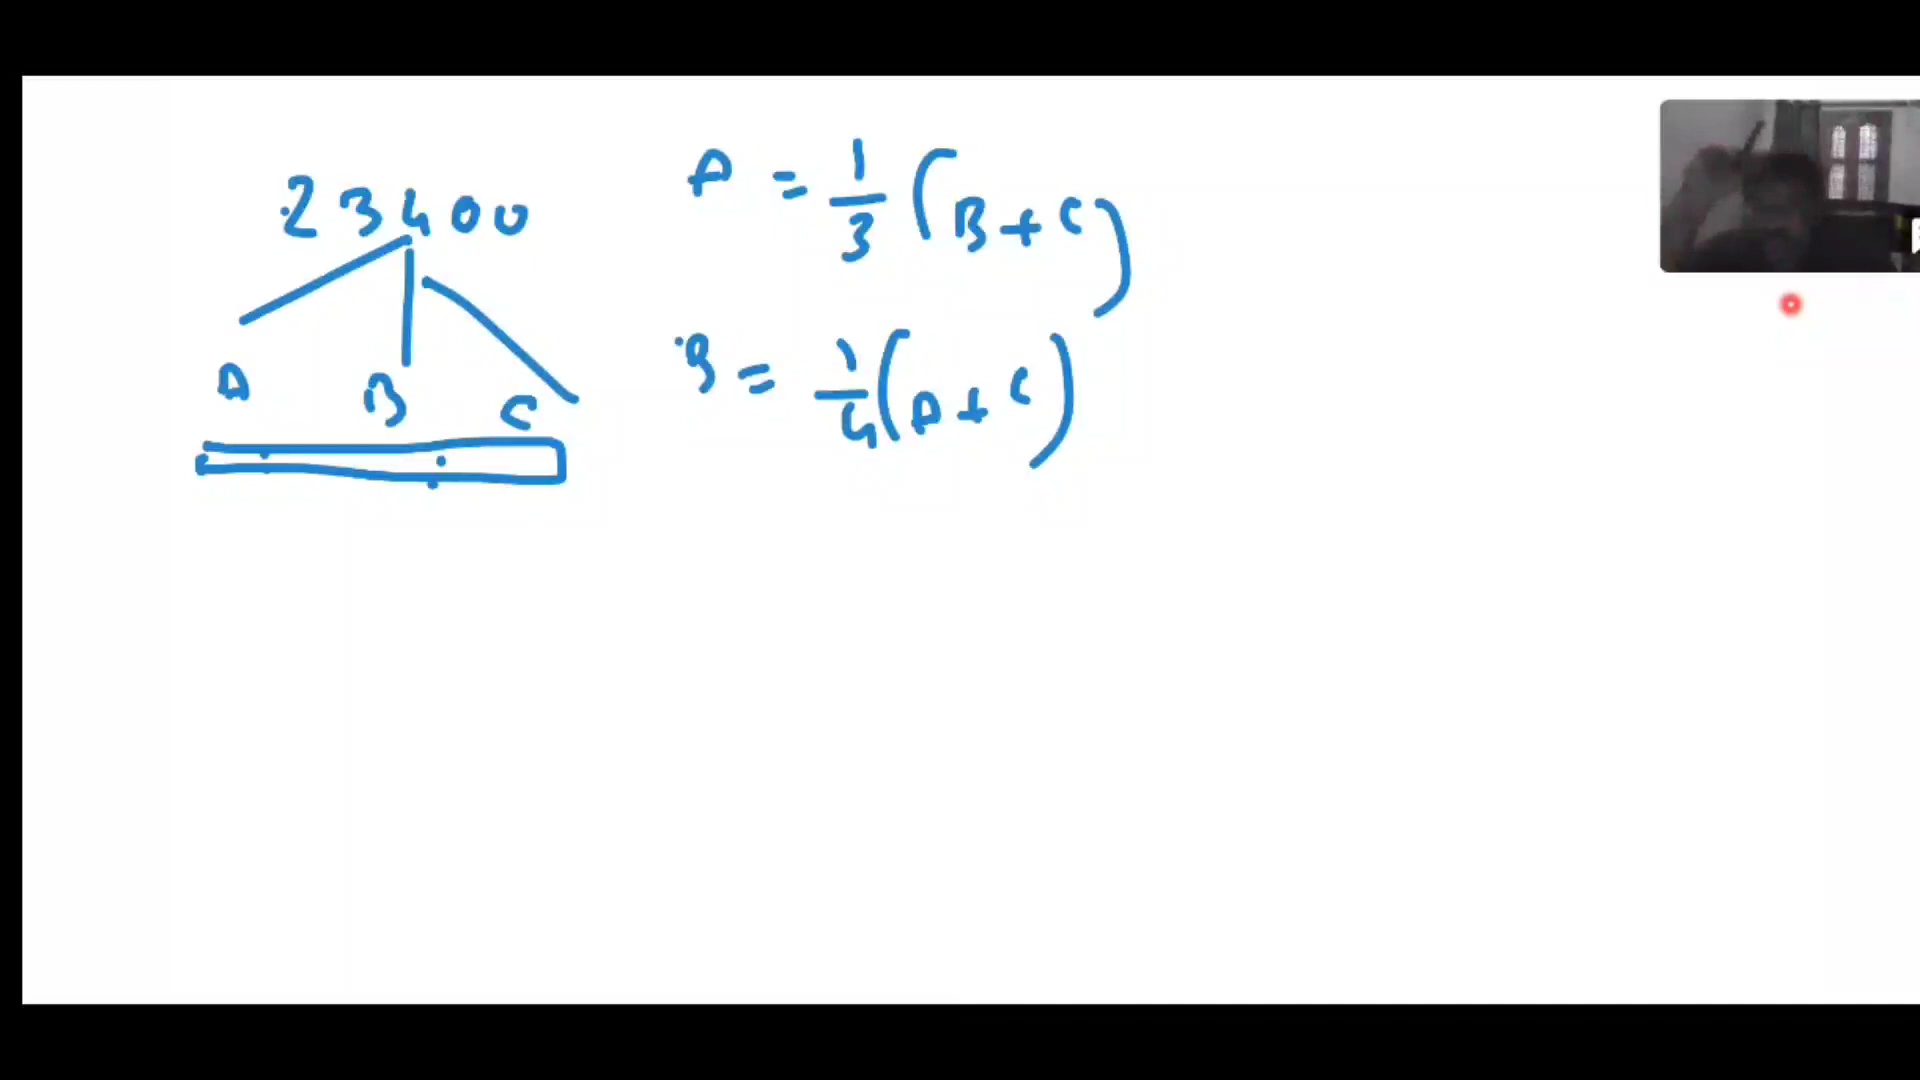 23400
A B C
A = 1/3 (B + C)
B = 1/4 (A + C)